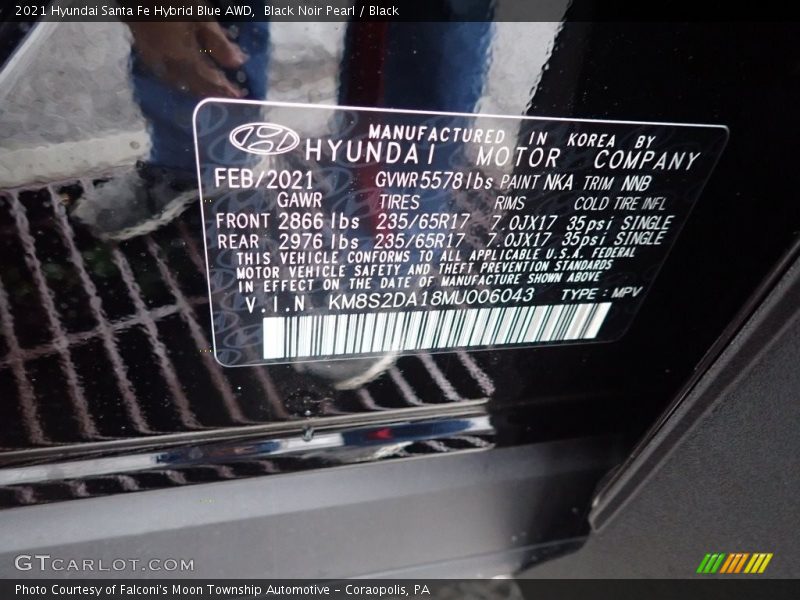 2021 Hyundai Santa Fe Hybrid Blue AWD,  Black Noir Pearl / Black
MANUFACTURED IN KOREA BY
HYUNDAI MOTOR COMPANY
FEB/2021 GVWR5578lbs PAINT NKA TRIM NNB
GAWR TIRES RIMS COLD TIRE INFL
FRONT 2866 lbs 235/65R17 7.0JX17 35psi SINGLE
REAR 2976 lbs 235/65R17 7.0JX17 35psi SINGLE
THIS VEHICLE CONFORMS TO ALL APPLICABLE U.S.A. FEDERAL
MOTOR VEHICLE SAFETY AND THEFT PREVENTION STANDARDS
IN EFFECT ON THE DATE OF MANUFACTURE SHOWN ABOVE
V.I.N KM8S2DA18MU006043 TYPE : MPV
GTCARLOT.COM
Photo Courtesy of Falconi's Moon Township Automotive - Coraopolis, PA